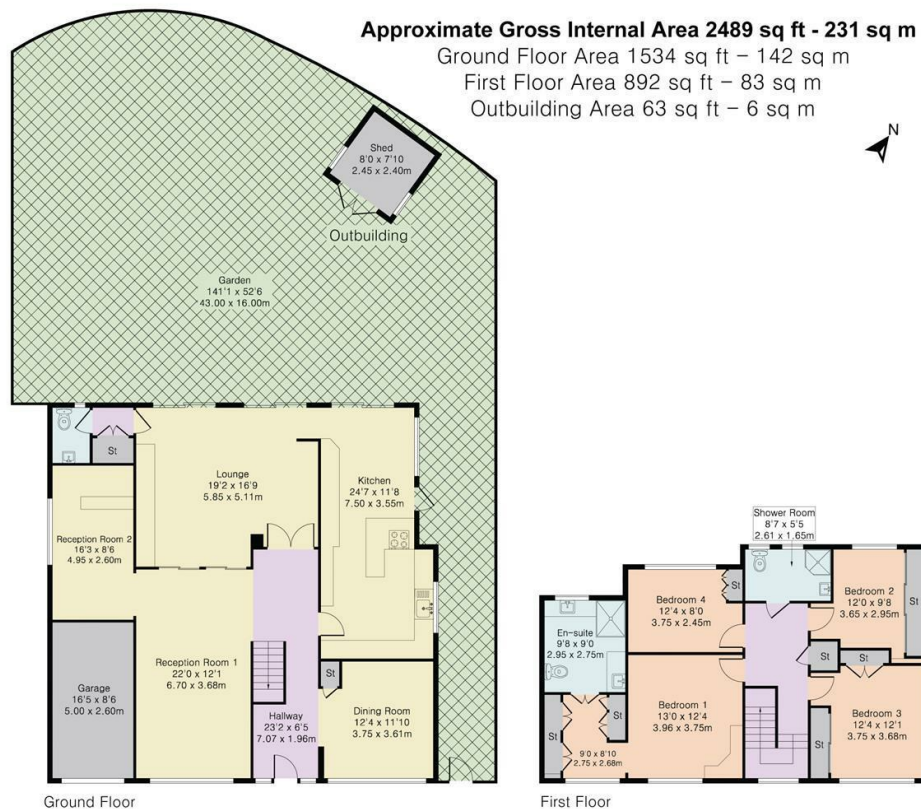 Approximate Gross Internal Area 2489 sq ft - 231 sq m
Ground Floor Area 1534 sq ft – 142 sq m
First Floor Area 892 sq ft – 83 sq m
Outbuilding Area 63 sq ft – 6 sq m
N
Shed
8'0 x 7'10
2.45 x 2.40m
Outbuilding
Garden
141'1 x 52'6
43.00 x 16.00m
St
Lounge
19'2 x 16'9
5.85 x 5.11m
Kitchen
24'7 x 11'8
7.50 x 3.55m
Reception Room 2
16'3 x 8'6
4.95 x 2.60m
Reception Room 1
22'0 x 12'1
6.70 x 3.68m
Garage
16'5 x 8'6
5.00 x 2.60m
Hallway
23'2 x 6'5
7.07 x 1.96m
St
Dining Room
12'4 x 11'10
3.75 x 3.61m
Ground Floor
Shower Room
8'7 x 5'5
2.61 x 1.65m
Bedroom 4
12'4 x 8'0
3.75 x 2.45m
St
Bedroom 2
12'0 x 9'8
3.65 x 2.95m
St
En-suite
9'8 x 9'0
2.95 x 2.75m
St
St
Bedroom 1
13'0 x 12'4
3.96 x 3.75m
Bedroom 3
12'4 x 12'1
3.75 x 3.68m
St
St
9'0 x 8'10
2.75 x 2.68m
St
First Floor